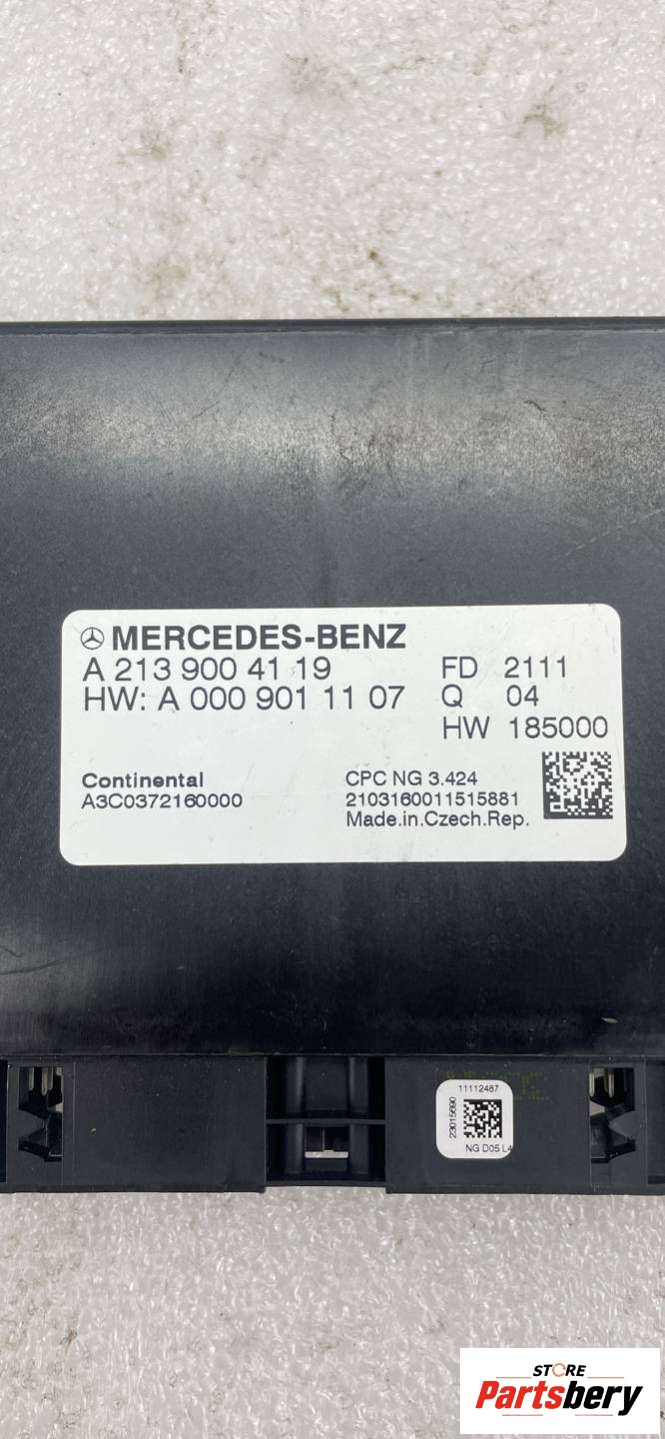 MERCEDES-BENZ
A 213 900 41 19
HW: A 000 901 11 07
FD 2111
Q 04
HW 185000
Continental
A3C0372160000
CPC NG 3.424
2103160011515881
Made.in.Czech.Rep.
11112487
23015690
NG D05 L4
STORE
Partsbery